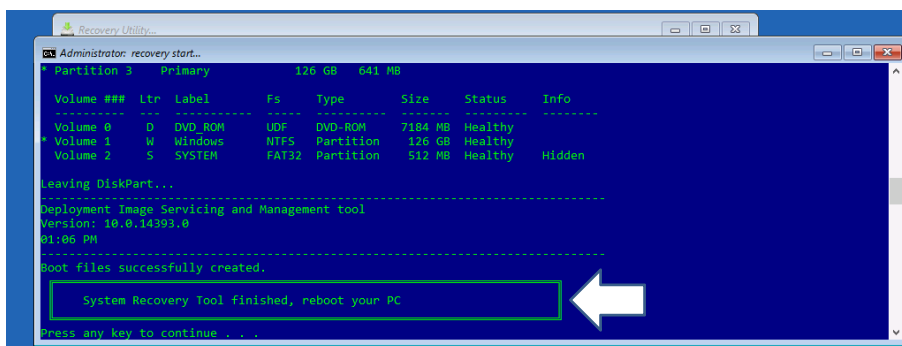 Recovery Utility...
Administrator: recovery start...
* Partition 3    Primary            126 GB   641 MB
Volume ###  Ltr  Label        Fs     Type        Size     Status     Info
----------  ---  -----------  -----  ----------  -------  ---------  --------
Volume 0     D   DVD_ROM      UDF    DVD-ROM     7184 MB  Healthy
* Volume 1     W   Windows      NTFS   Partition    126 GB  Healthy
Volume 2     S   SYSTEM       FAT32  Partition    512 MB  Healthy    Hidden
Leaving DiskPart...
Deployment Image Servicing and Management tool
Version: 10.0.14393.0
01:06 PM
Boot files successfully created.
System Recovery Tool finished, reboot your PC
Press any key to continue . . .